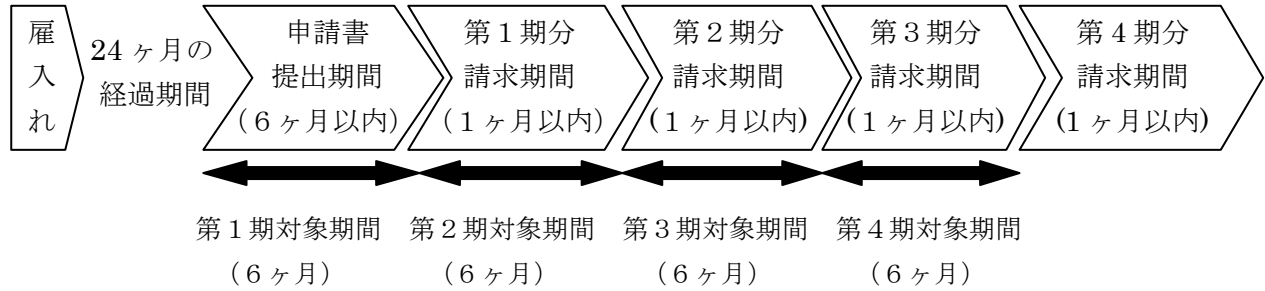 雇入れ
24ヶ月の
経過期間
申請書
提出期間
(6ヶ月以内)
第1期分
請求期間
(1ヶ月以内)
第2期分
請求期間
(1ヶ月以内)
第3期分
請求期間
(1ヶ月以内)
第4期分
請求期間
(1ヶ月以内)
第1期対象期間
(6ヶ月)
第2期対象期間
(6ヶ月)
第3期対象期間
(6ヶ月)
第4期対象期間
(6ヶ月)